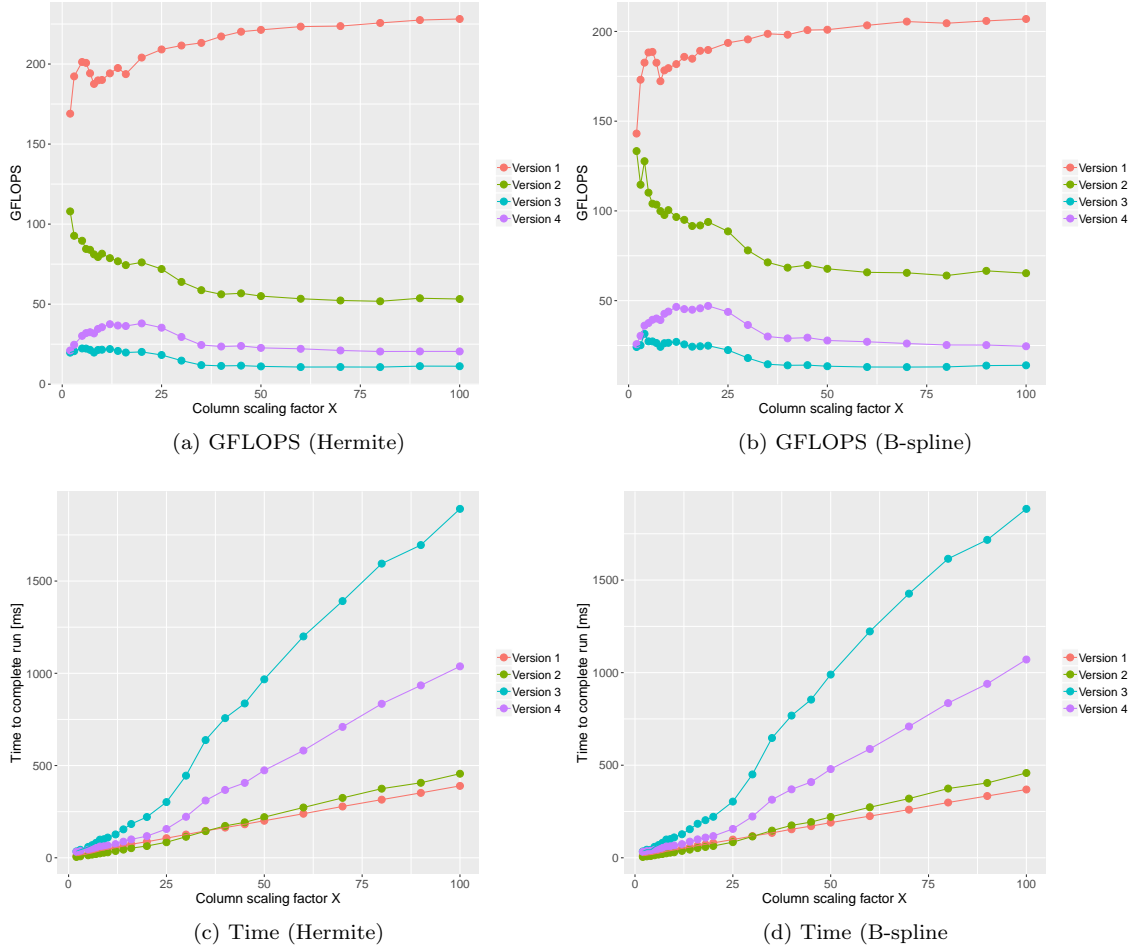 200
150
100
50
0
GFLOPS
0
25
50
75
100
Column scaling factor X
Version 1
Version 2
Version 3
Version 4
(a) GFLOPS (Hermite)
200
150
100
50
GFLOPS
0
25
50
75
100
Column scaling factor X
Version 1
Version 2
Version 3
Version 4
(b) GFLOPS (B-spline)
1500
1000
500
0
Time to complete run [ms]
0
25
50
75
100
Column scaling factor X
Version 1
Version 2
Version 3
Version 4
(c) Time (Hermite)
1500
1000
500
0
Time to complete run [ms]
0
25
50
75
100
Column scaling factor X
Version 1
Version 2
Version 3
Version 4
(d) Time (B-spline